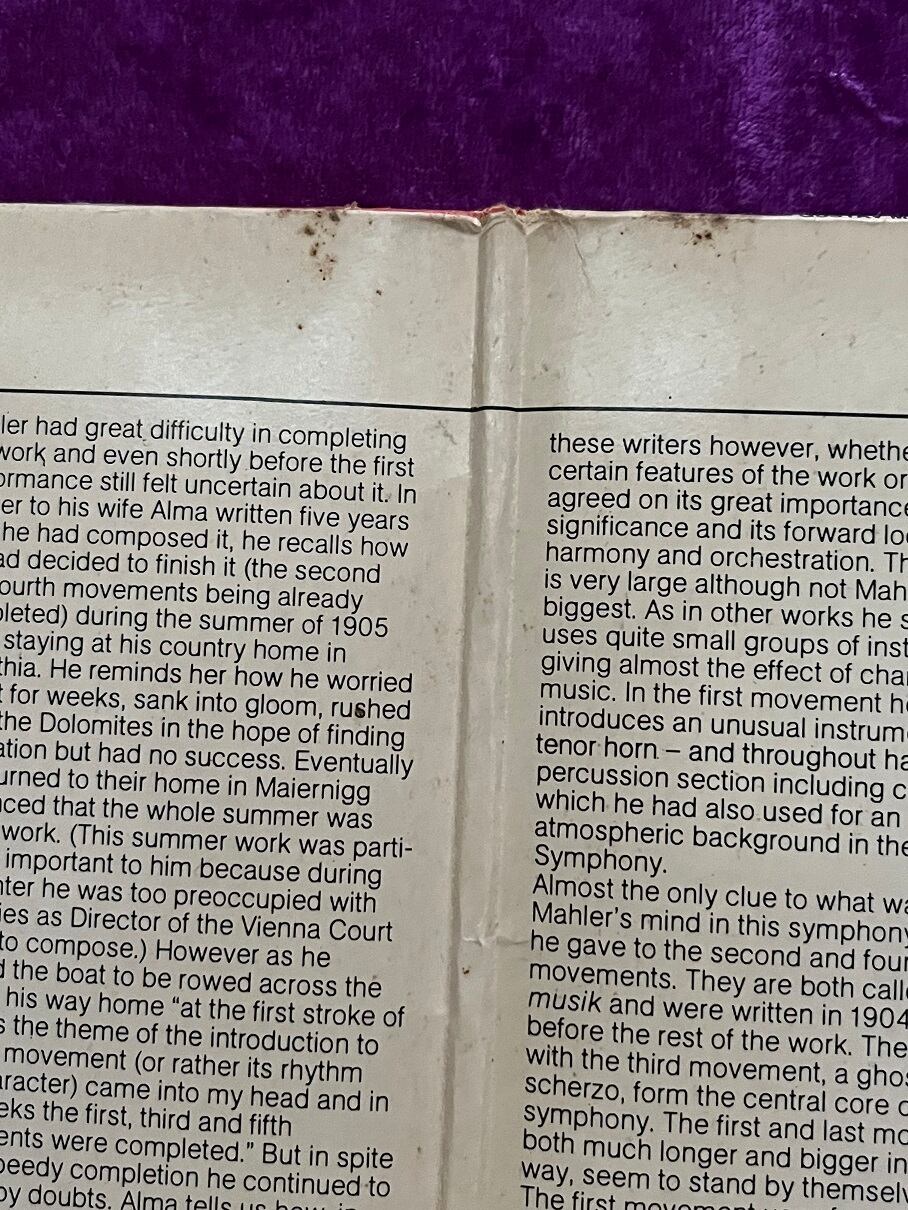 ler had great difficulty in completing
work and even shortly before the first
ormance still felt uncertain about it. In
er to his wife Alma written five years
he had composed it, he recalls how
ad decided to finish it (the second
ourth movements being already
pleted) during the summer of 1905
staying at his country home in
thia. He reminds her how he worried
t for weeks, sank into gloom, rushed
the Dolomites in the hope of finding
ation but had no success. Eventually
urned to their home in Maiernigg
nced that the whole summer was
work. (This summer work was parti-
important to him because during
nter he was too preoccupied with
ies as Director of the Vienna Court
to compose.) However as he
d the boat to be rowed across the
his way home “at the first stroke of
s the theme of the introduction to
movement (or rather its rhythm
aracter) came into my head and in
eks the first, third and fifth
ents were completed.” But in spite
peedy completion he continued to
by doubts. Alma tells us how, in
these writers however, whethe
certain features of the work or
agreed on its great importance
significance and its forward loo
harmony and orchestration. Th
is very large although not Mah
biggest. As in other works he s
uses quite small groups of inst
giving almost the effect of cha
music. In the first movement he
introduces an unusual instrum
tenor horn – and throughout ha
percussion section including c
which he had also used for an
atmospheric background in the
Symphony.
Almost the only clue to what wa
Mahler's mind in this symphony
he gave to the second and four
movements. They are both calle
musik and were written in 1904
before the rest of the work. The
with the third movement, a ghos
scherzo, form the central core o
symphony. The first and last mo
both much longer and bigger in
way, seem to stand by themselv
The first movement